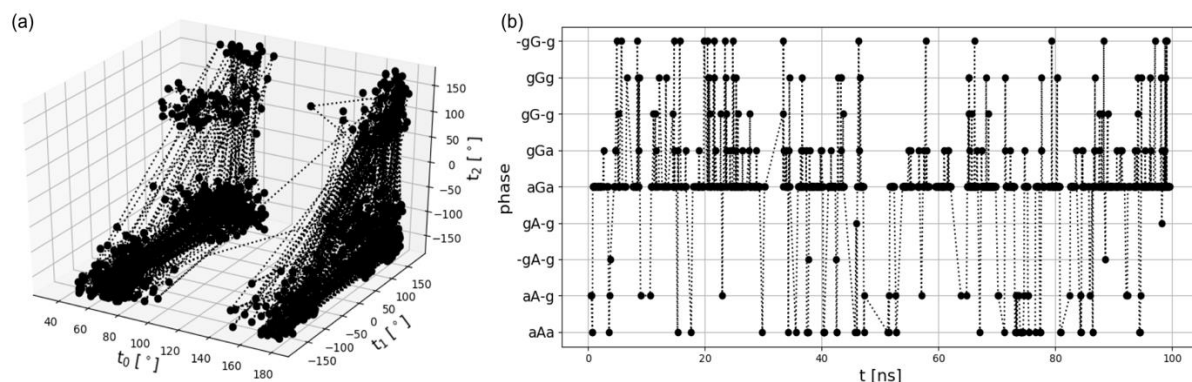 (a)
150
100
50
0
−50
−100
−150
t₂ [°]
40
60
80
100
120
140
160
180
t₀ [°]
−150
−100
−50
0
50
100
150
t₁ [°]
(b)
-gG-g
gGg
gG-g
gGa
aGa
gA-g
-gA-g
aA-g
aAa
phase
0
20
40
60
80
100
t [ns]